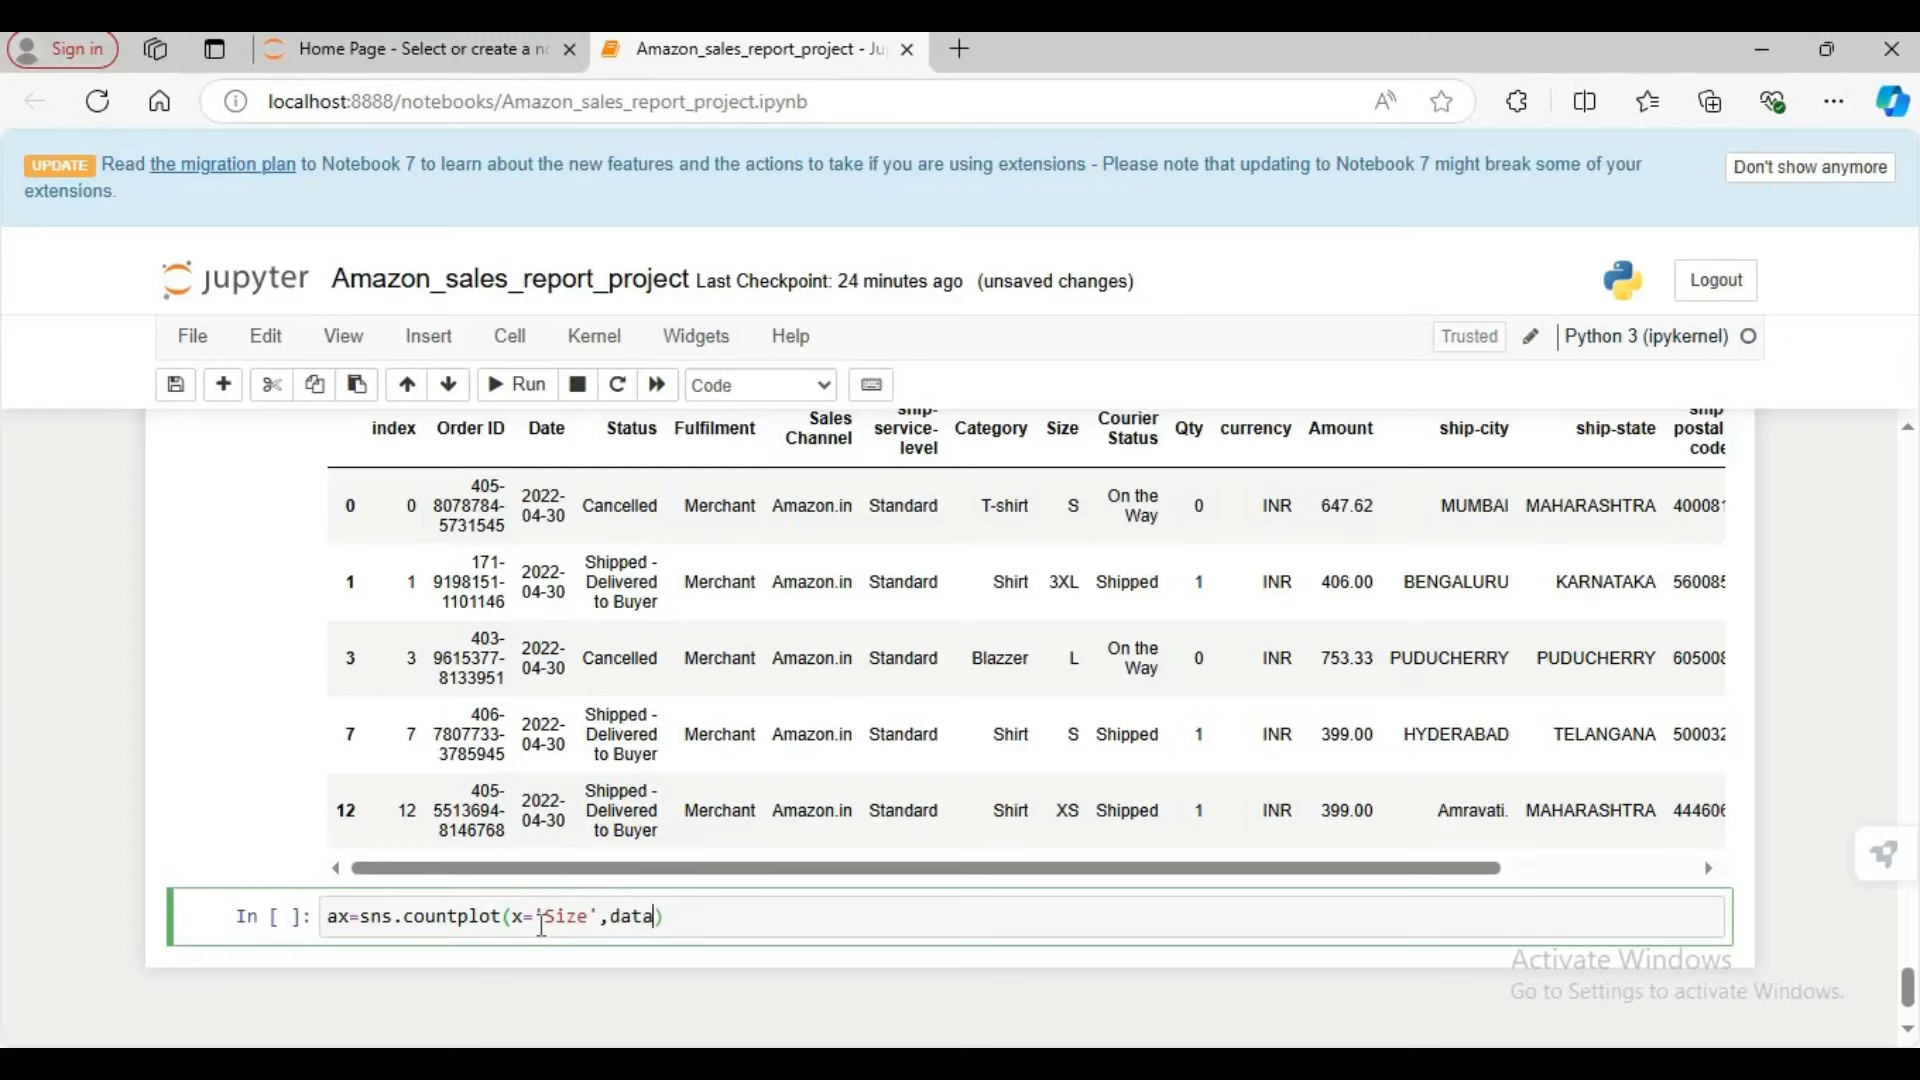 Sign in
Home Page - Select or create a n
Amazon_sales_report_project - Ju
localhost:8888/notebooks/Amazon_sales_report_project.ipynb
UPDATE Read the migration plan to Notebook 7 to learn about the new features and the actions to take if you are using extensions - Please note that updating to Notebook 7 might break some of your
extensions.
Don't show anymore
jupyter Amazon_sales_report_project Last Checkpoint: 24 minutes ago (unsaved changes)
Logout
File Edit View Insert Cell Kernel Widgets Help
Trusted Python 3 (ipykernel)
Run Code
index Order ID Date Status Fulfilment Sales Channel ship-service-level Category Size Courier Status Qty currency Amount ship-city ship-state ship postal code
0 0 405-8078784-5731545 2022-04-30 Cancelled Merchant Amazon.in Standard T-shirt S On the Way 0 INR 647.62 MUMBAI MAHARASHTRA 400081
1 1 171-9198151-1101146 2022-04-30 Shipped - Delivered to Buyer Merchant Amazon.in Standard Shirt 3XL Shipped 1 INR 406.00 BENGALURU KARNATAKA 560085
3 3 403-9615377-8133951 2022-04-30 Cancelled Merchant Amazon.in Standard Blazzer L On the Way 0 INR 753.33 PUDUCHERRY PUDUCHERRY 605008
7 7 406-7807733-3785945 2022-04-30 Shipped - Delivered to Buyer Merchant Amazon.in Standard Shirt S Shipped 1 INR 399.00 HYDERABAD TELANGANA 500032
12 12 405-5513694-8146768 2022-04-30 Shipped - Delivered to Buyer Merchant Amazon.in Standard Shirt XS Shipped 1 INR 399.00 Amravati. MAHARASHTRA 444606
In [ ]: ax=sns.countplot(x='Size',data)
Activate Windows
Go to Settings to activate Windows.